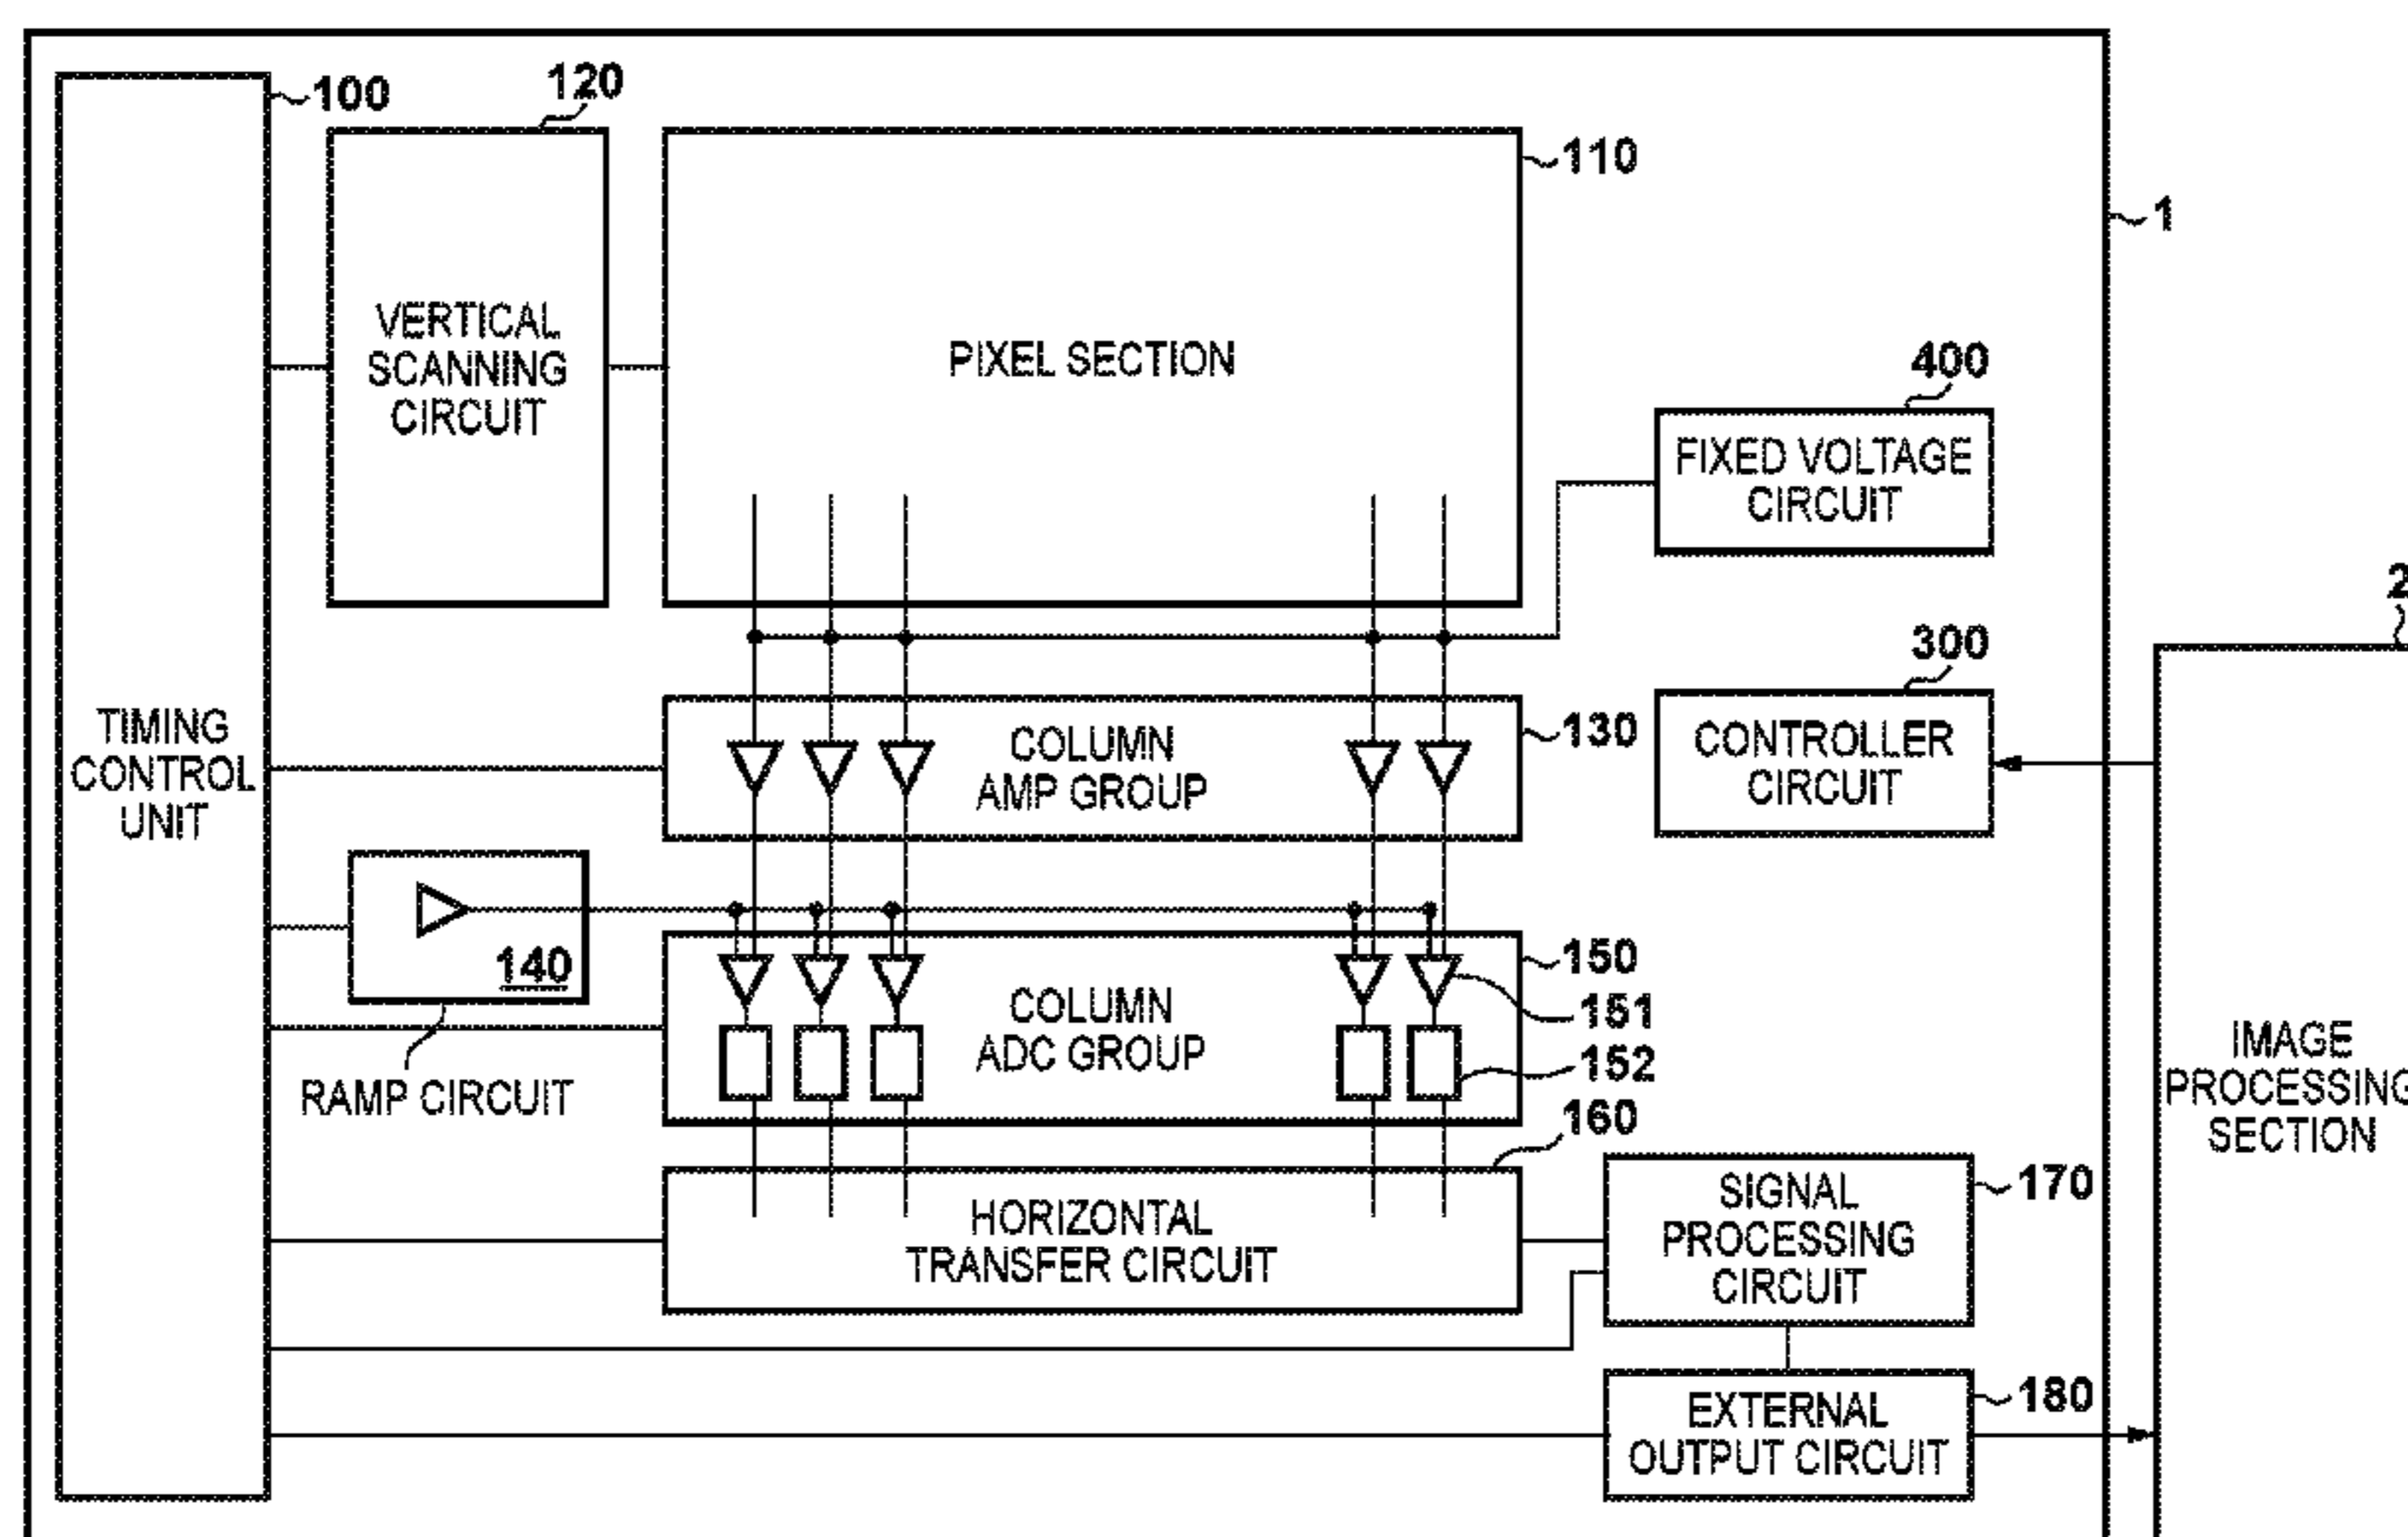 100
120
110
1
VERTICAL
SCANNING
CIRCUIT
PIXEL SECTION
400
FIXED VOLTAGE
CIRCUIT
2
300
TIMING
CONTROL
UNIT
COLUMN
AMP GROUP
130
CONTROLLER
CIRCUIT
140
RAMP CIRCUIT
COLUMN
ADC GROUP
150
151
152
160
IMAGE
PROCESSING
SECTION
HORIZONTAL
TRANSFER CIRCUIT
SIGNAL
PROCESSING
CIRCUIT
170
EXTERNAL
OUTPUT CIRCUIT
180